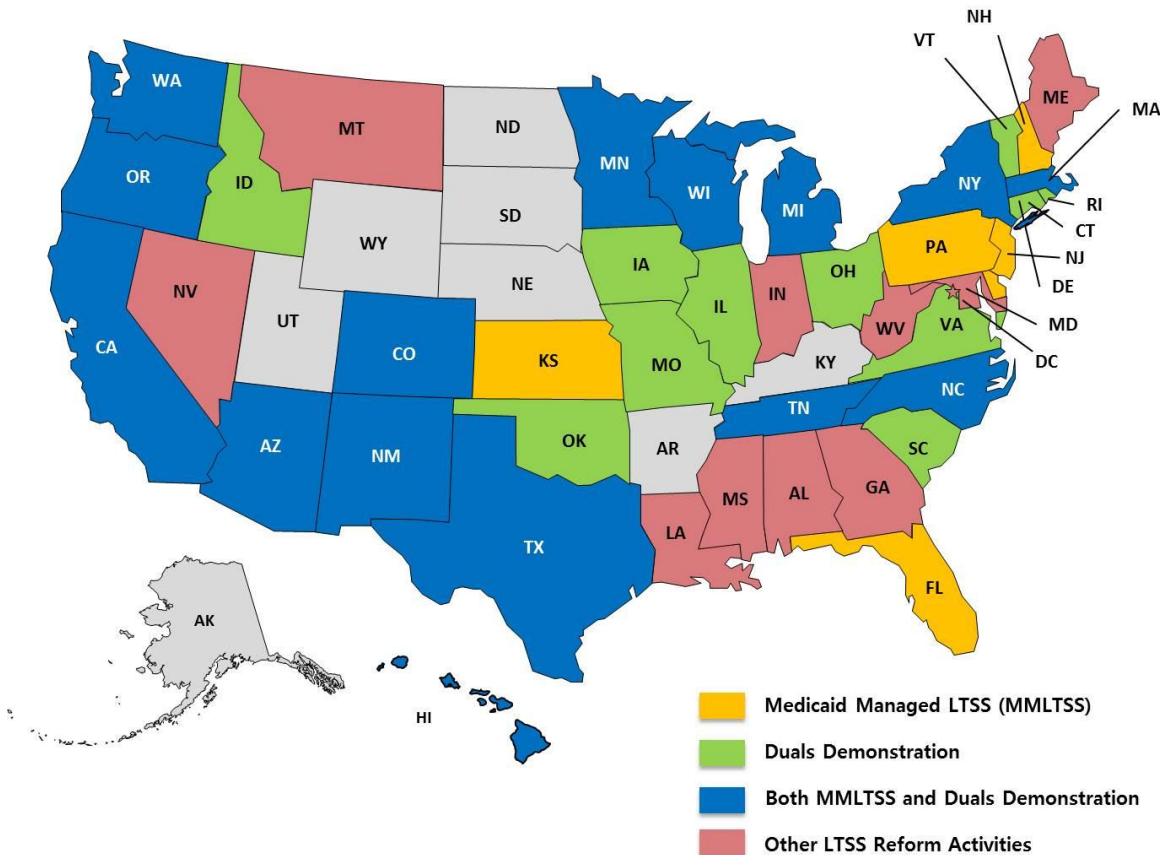 NH
VT
ME
WA
MT
ND
MA
MN
OR
ID
WI
NY
MI
SD
RI
WY
CT
PA
IA
NJ
NE
OH
NV
IL
IN
DE
UT
WV
VA
MD
CA
CO
KS
MO
KY
DC
NC
TN
OK
SC
AZ
NM
AR
MS
AL
GA
LA
TX
FL
AK
HI
Medicaid Managed LTSS (MMLTSS)
Duals Demonstration
Both MMLTSS and Duals Demonstration
Other LTSS Reform Activities